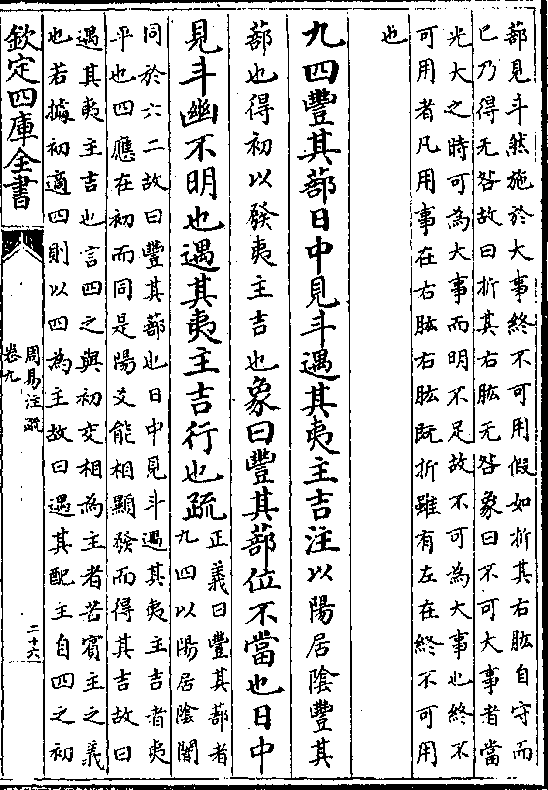 蔀見斗然施於大事終不可用假如折其右肱自守而
已乃得无咎故曰折其右肱无咎象曰不可大事者當
光大之時可為大事而明不足故不可為大事也終不
可用者凡用事在右肱右肱既折雖有左在終不可用
也
九四豐其蔀日中見斗遇其夷主吉注以陽居隂豐其
蔀也得初以發夷主吉也象曰豐其蔀位不當也日中
見斗幽不明也遇其夷主吉行也疏正義曰豐其蔀者
九四以陽居隂闇
同於六二故曰豐其蔀也日中見斗遇其夷主吉者夷
平也四應在初而同是陽爻能相顯發而得其吉故曰
遇其夷主吉也言四之與初交相為主者若賔主之義
也若據初適四則以四為主故曰遇其配主自四之初
欽定四庫全書
周易注疏
卷九
二十六